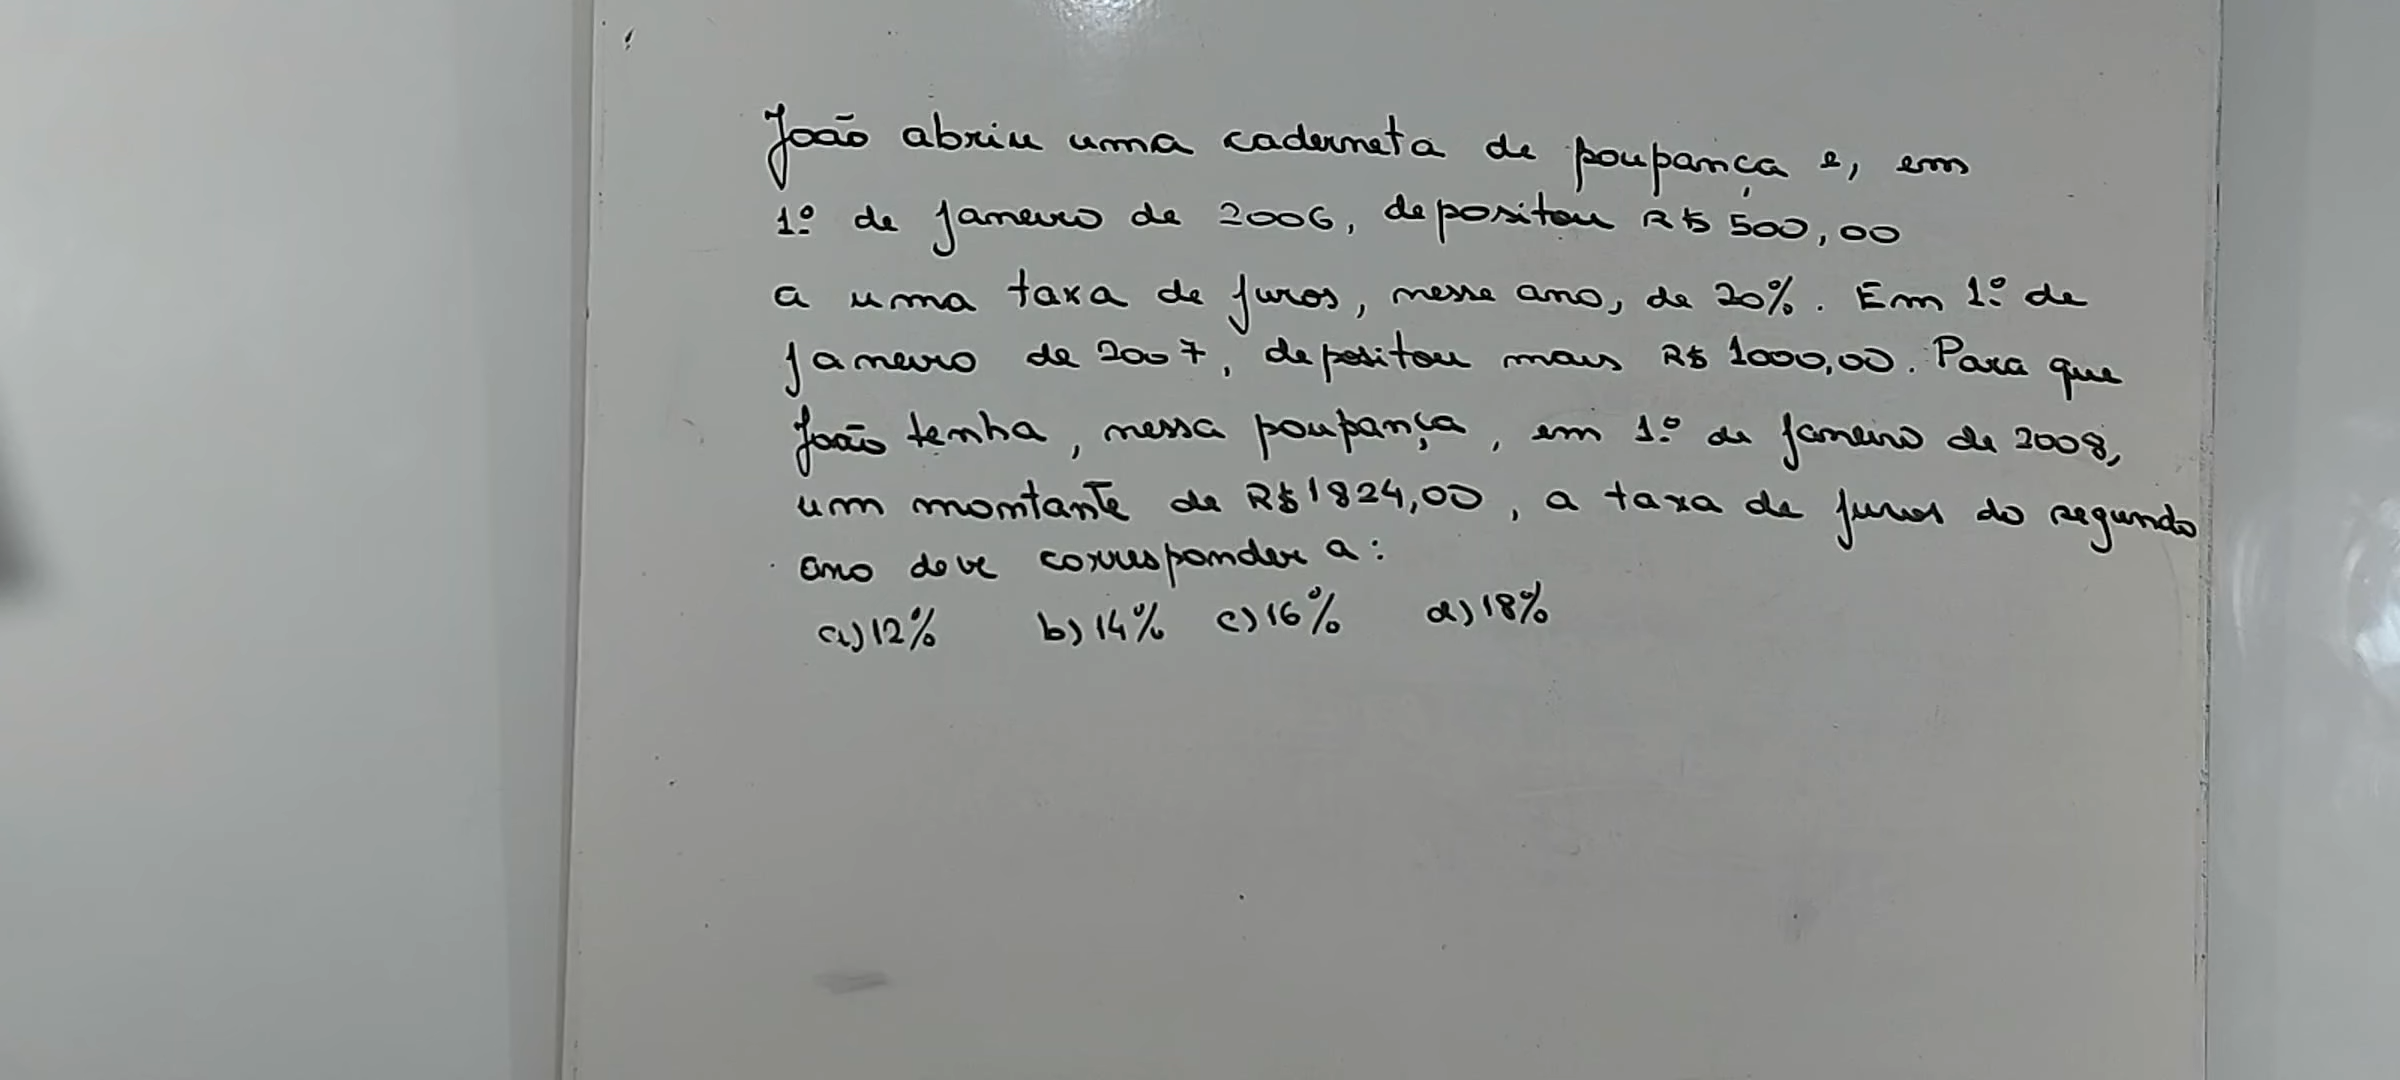 João abriu uma caderneta de poupança e, em
1º de janeiro de 2006, depositou R$ 500,00
a uma taxa de juros, nesse ano, de 20%. Em 1º de
janeiro de 2007, depositou mais R$ 1000,00. Para que
João tenha, nessa poupança, em 1º de janeiro de 2008,
um montante de R$ 1824,00, a taxa de juros do segundo
ano deve corresponder a:
a) 12% b) 14% c) 16% d) 18%